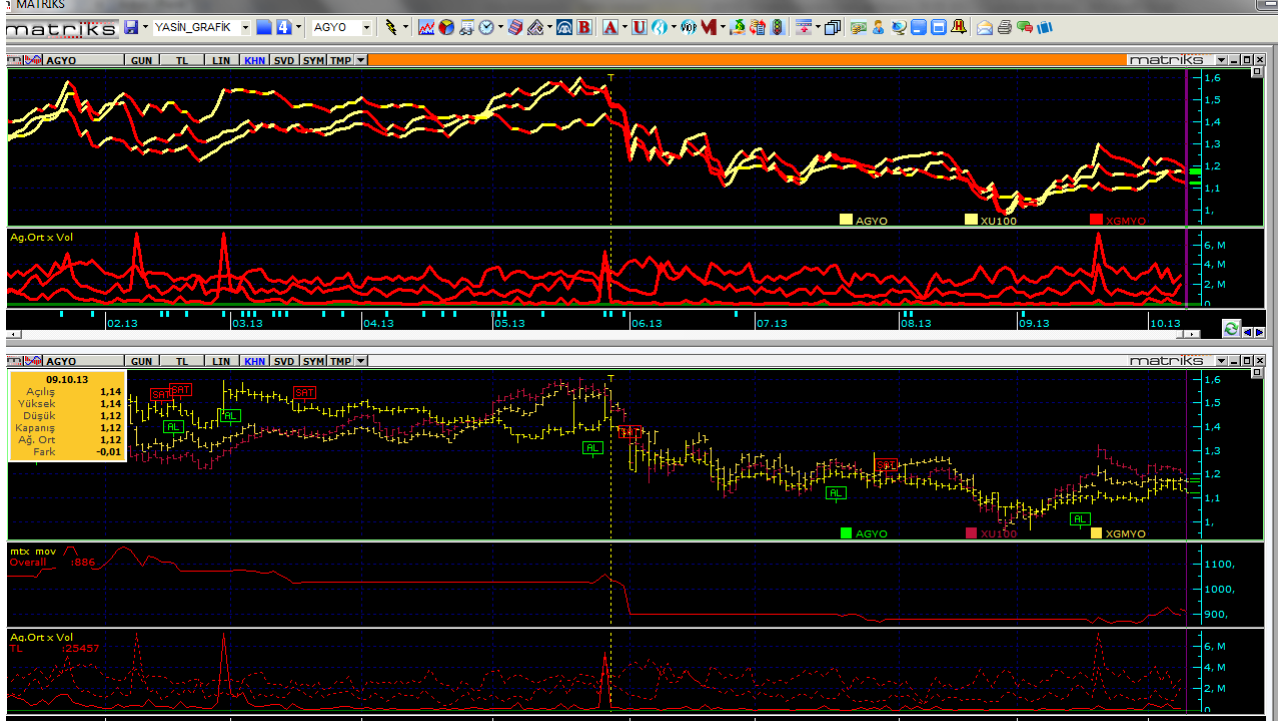 MATRIKS
matriks YASİN_GRAFİK 4 AGYO B A U M
AGYO GUN TL LIN KHN SVD SYM TMP matriks
T
1,6
1,5
1,4
1,3
1,2
1,1
1,
AGYO XU100 XGMYO
Ag.Ort x Vol
6, M
4, M
2, M
0
02.13 03.13 04.13 05.13 06.13 07.13 08.13 09.13 10.13
AGYO GUN TL LIN KHN SVD SYM TMP matriks
09.10.13
Açılış 1,14
Yüksek 1,14
Düşük 1,12
Kapanış 1,12
Ağ. Ort 1,12
Fark -0,01
SAT SAT SAT
AL AL
AL
SAT
AL
AL
T
1,6
1,5
1,4
1,3
1,2
1,1
1,
AGYO XU100 XGMYO
mtx mov
Overall :886
1100,
1000,
900,
Ag.Ort x Vol
TL :25457
6, M
4, M
2, M
0